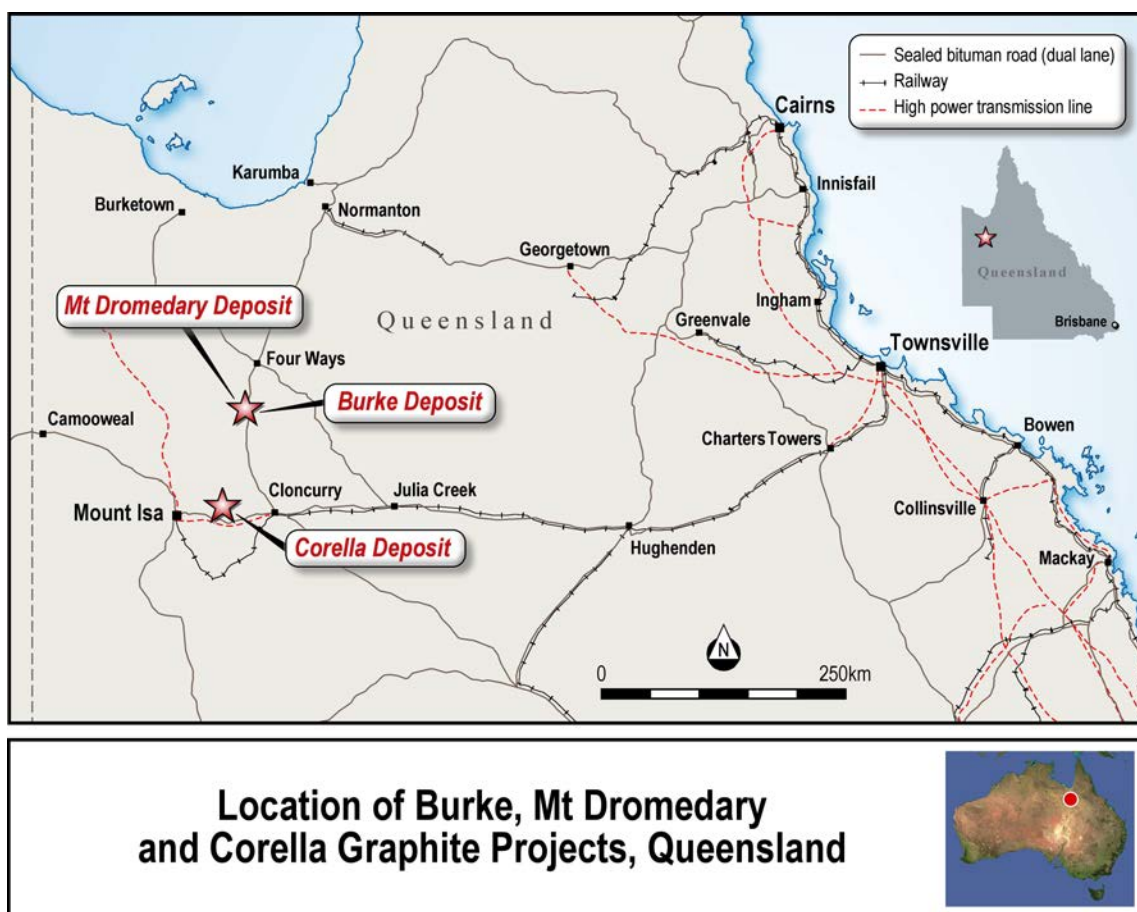 Sealed bituman road (dual lane)
Railway
High power transmission line
Cairns
Karumba
Innisfail
Burketown
Normanton
Georgetown
Queensland
Mt Dromedary Deposit
Ingham
Queensland
Greenvale
Brisbane
Townsville
Four Ways
Burke Deposit
Camooweal
Bowen
Charters Towers
Cloncurry
Julia Creek
Collinsville
Mount Isa
Corella Deposit
Hughenden
Mackay
N
0
250km
Location of Burke, Mt Dromedary
and Corella Graphite Projects, Queensland